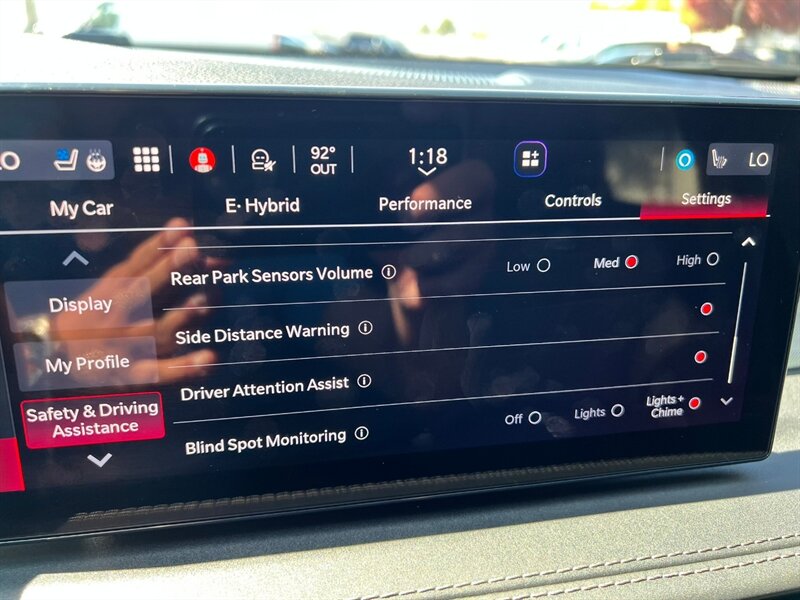 LO 92° OUT 1:18 LO
My Car E·Hybrid Performance Controls Settings
Rear Park Sensors Volume Low Med High
Display
Side Distance Warning
My Profile
Driver Attention Assist
Safety & Driving Assistance
Blind Spot Monitoring Off Lights Lights + Chime